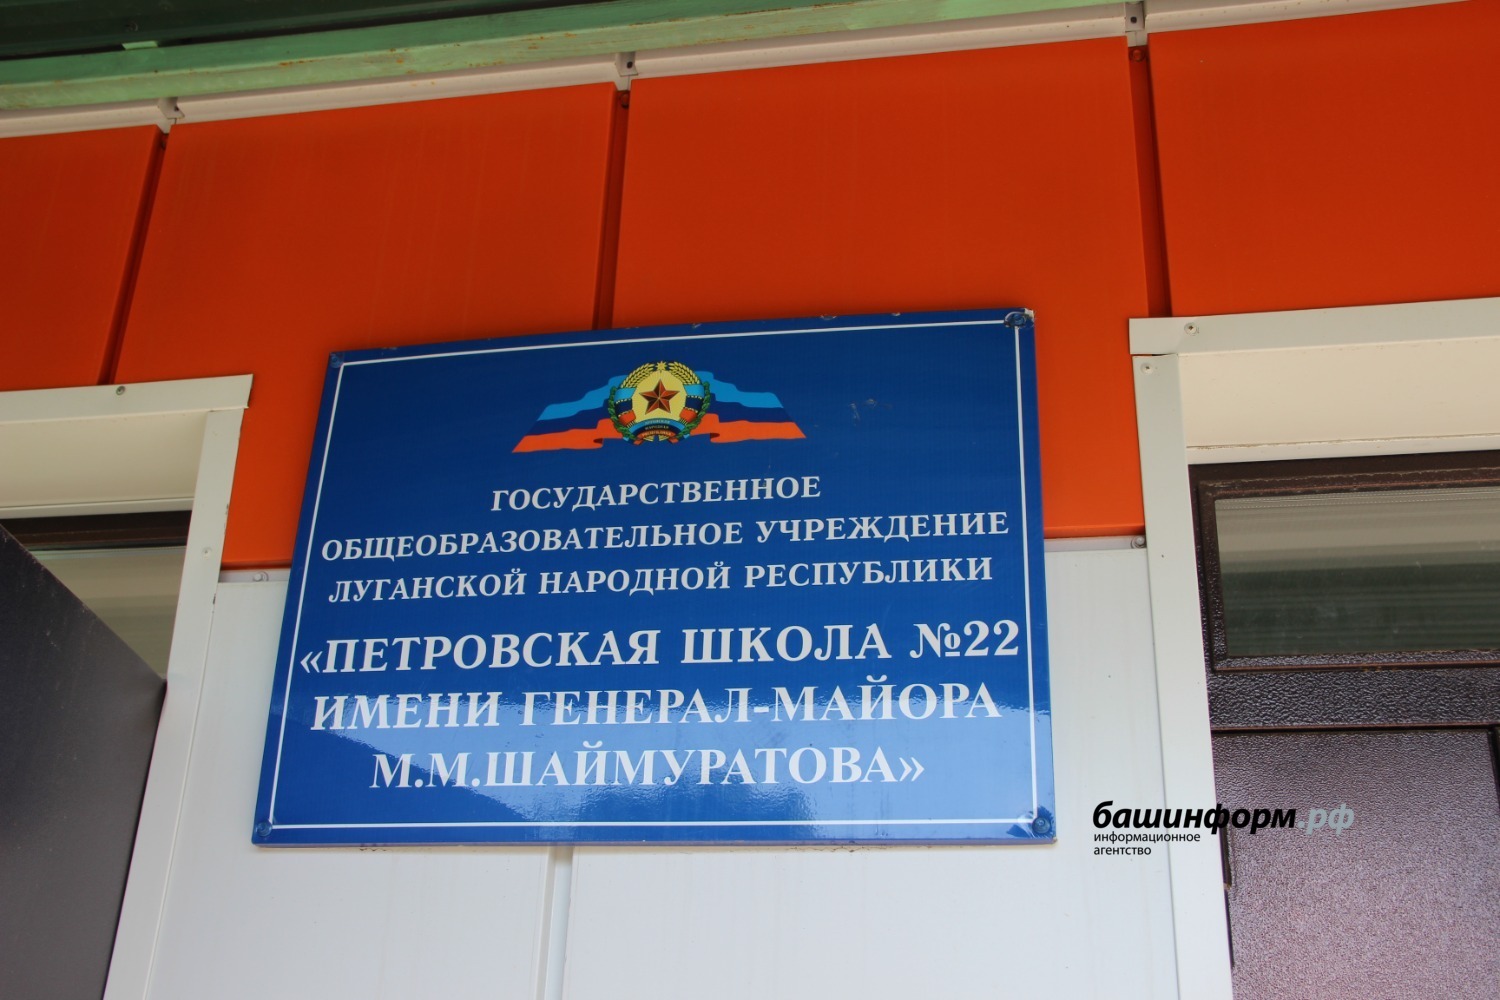 ГОСУДАРСТВЕННОЕ
ОБЩЕОБРАЗОВАТЕЛЬНОЕ УЧРЕЖДЕНИЕ
ЛУГАНСКОЙ НАРОДНОЙ РЕСПУБЛИКИ
«ПЕТРОВСКАЯ ШКОЛА №22
ИМЕНИ ГЕНЕРАЛ-МАЙОРА
М.М.ШАЙМУРАТОВА»
башинформ.рф
информационное
агентство